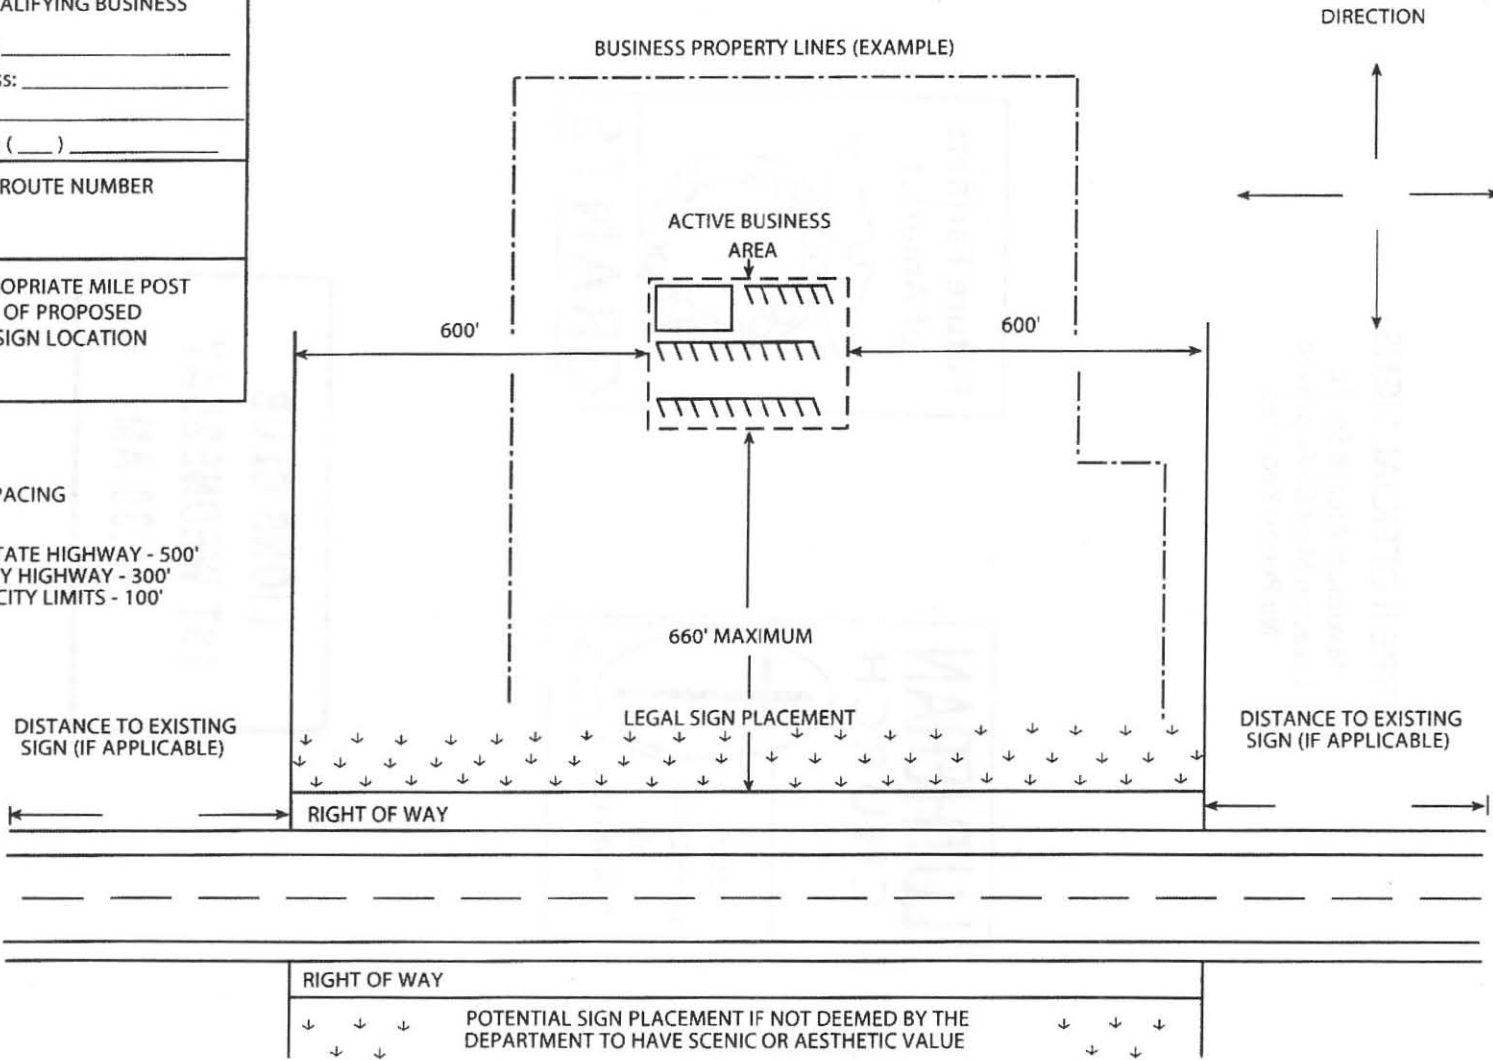 ALIFYING BUSINESS
ss:
( )
ROUTE NUMBER
OPRIATE MILE POST
OF PROPOSED
SIGN LOCATION
PACING
TATE HIGHWAY - 500'
Y HIGHWAY - 300'
CITY LIMITS - 100'
DIRECTION
BUSINESS PROPERTY LINES (EXAMPLE)
ACTIVE BUSINESS
AREA
600'
600'
660' MAXIMUM
LEGAL SIGN PLACEMENT
DISTANCE TO EXISTING
SIGN (IF APPLICABLE)
DISTANCE TO EXISTING
SIGN (IF APPLICABLE)
RIGHT OF WAY
RIGHT OF WAY
POTENTIAL SIGN PLACEMENT IF NOT DEEMED BY THE
DEPARTMENT TO HAVE SCENIC OR AESTHETIC VALUE